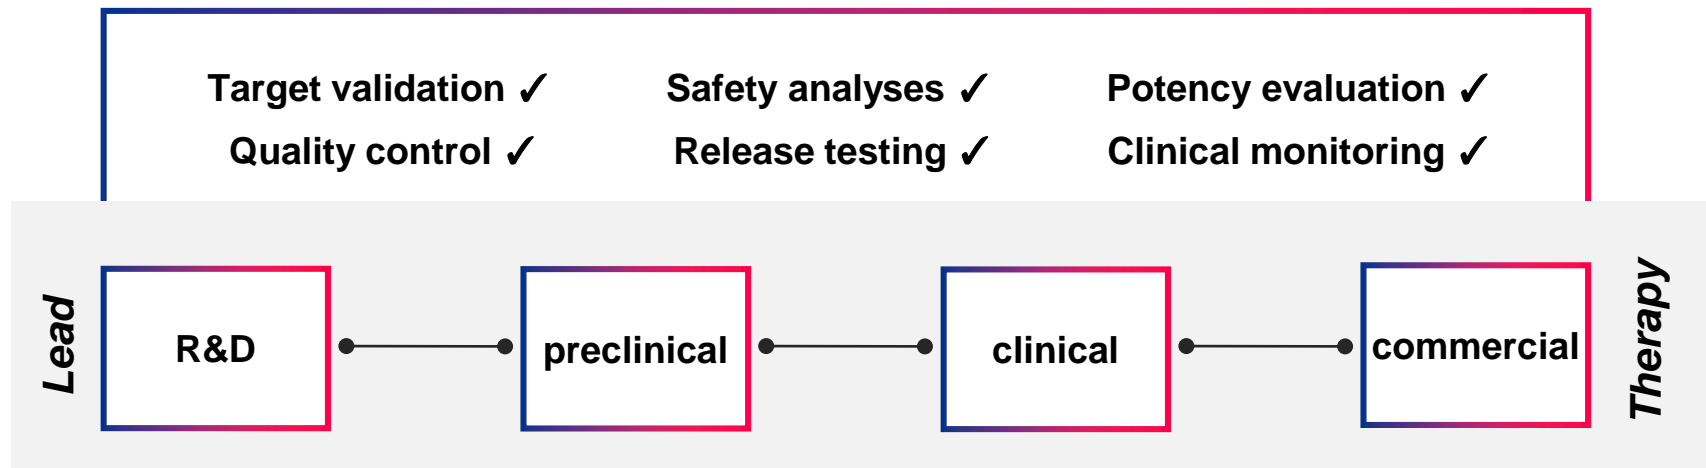 Target validation ✓ Safety analyses ✓ Potency evaluation ✓
Quality control ✓ Release testing ✓ Clinical monitoring ✓
Lead
R&D
preclinical
clinical
commercial
Therapy